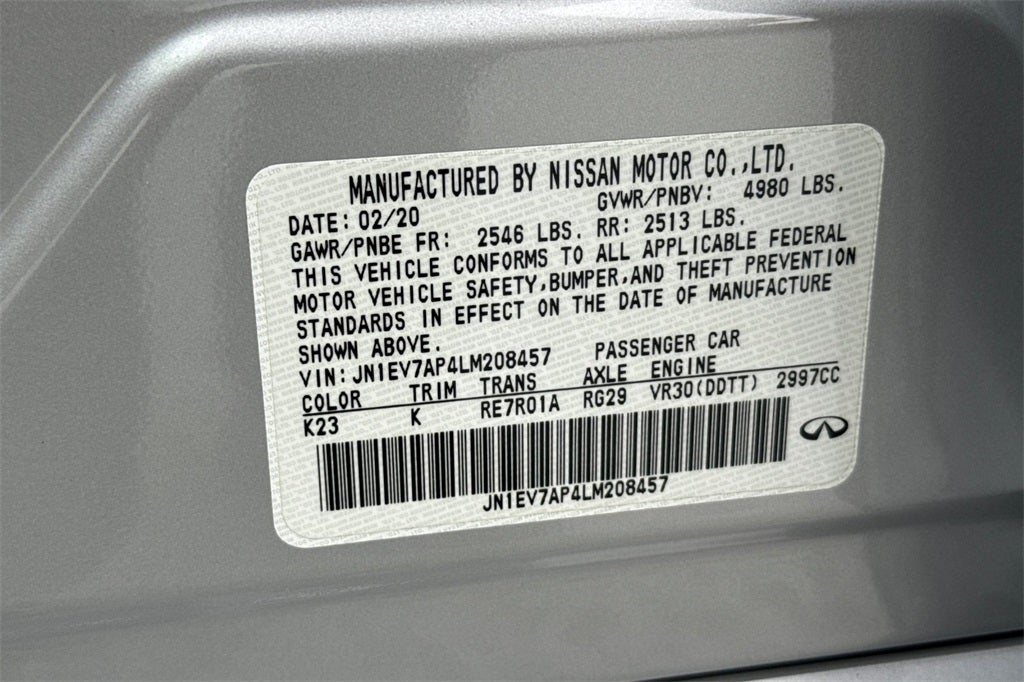 MANUFACTURED BY NISSAN MOTOR CO.,LTD.
DATE: 02/20 GVWR/PNBV: 4980 LBS.
GAWR/PNBE FR: 2546 LBS. RR: 2513 LBS.
THIS VEHICLE CONFORMS TO ALL APPLICABLE FEDERAL
MOTOR VEHICLE SAFETY,BUMPER,AND THEFT PREVENTION
STANDARDS IN EFFECT ON THE DATE OF MANUFACTURE
SHOWN ABOVE.
VIN:JN1EV7AP4LM208457 PASSENGER CAR
COLOR TRIM TRANS AXLE ENGINE
K23 K RE7R01A RG29 VR30(DDTT) 2997CC
JN1EV7AP4LM208457